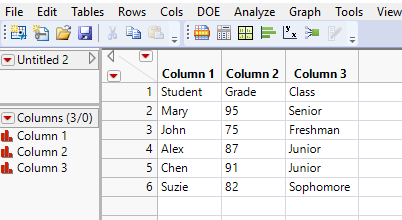 File Edit Tables Rows Cols DOE Analyze Graph Tools View
Untitled 2
Column 1 Column 2 Column 3
1 Student Grade Class
2 Mary 95 Senior
3 John 75 Freshman
4 Alex 87 Junior
5 Chen 91 Junior
6 Suzie 82 Sophomore
Columns (3/0)
Column 1
Column 2
Column 3